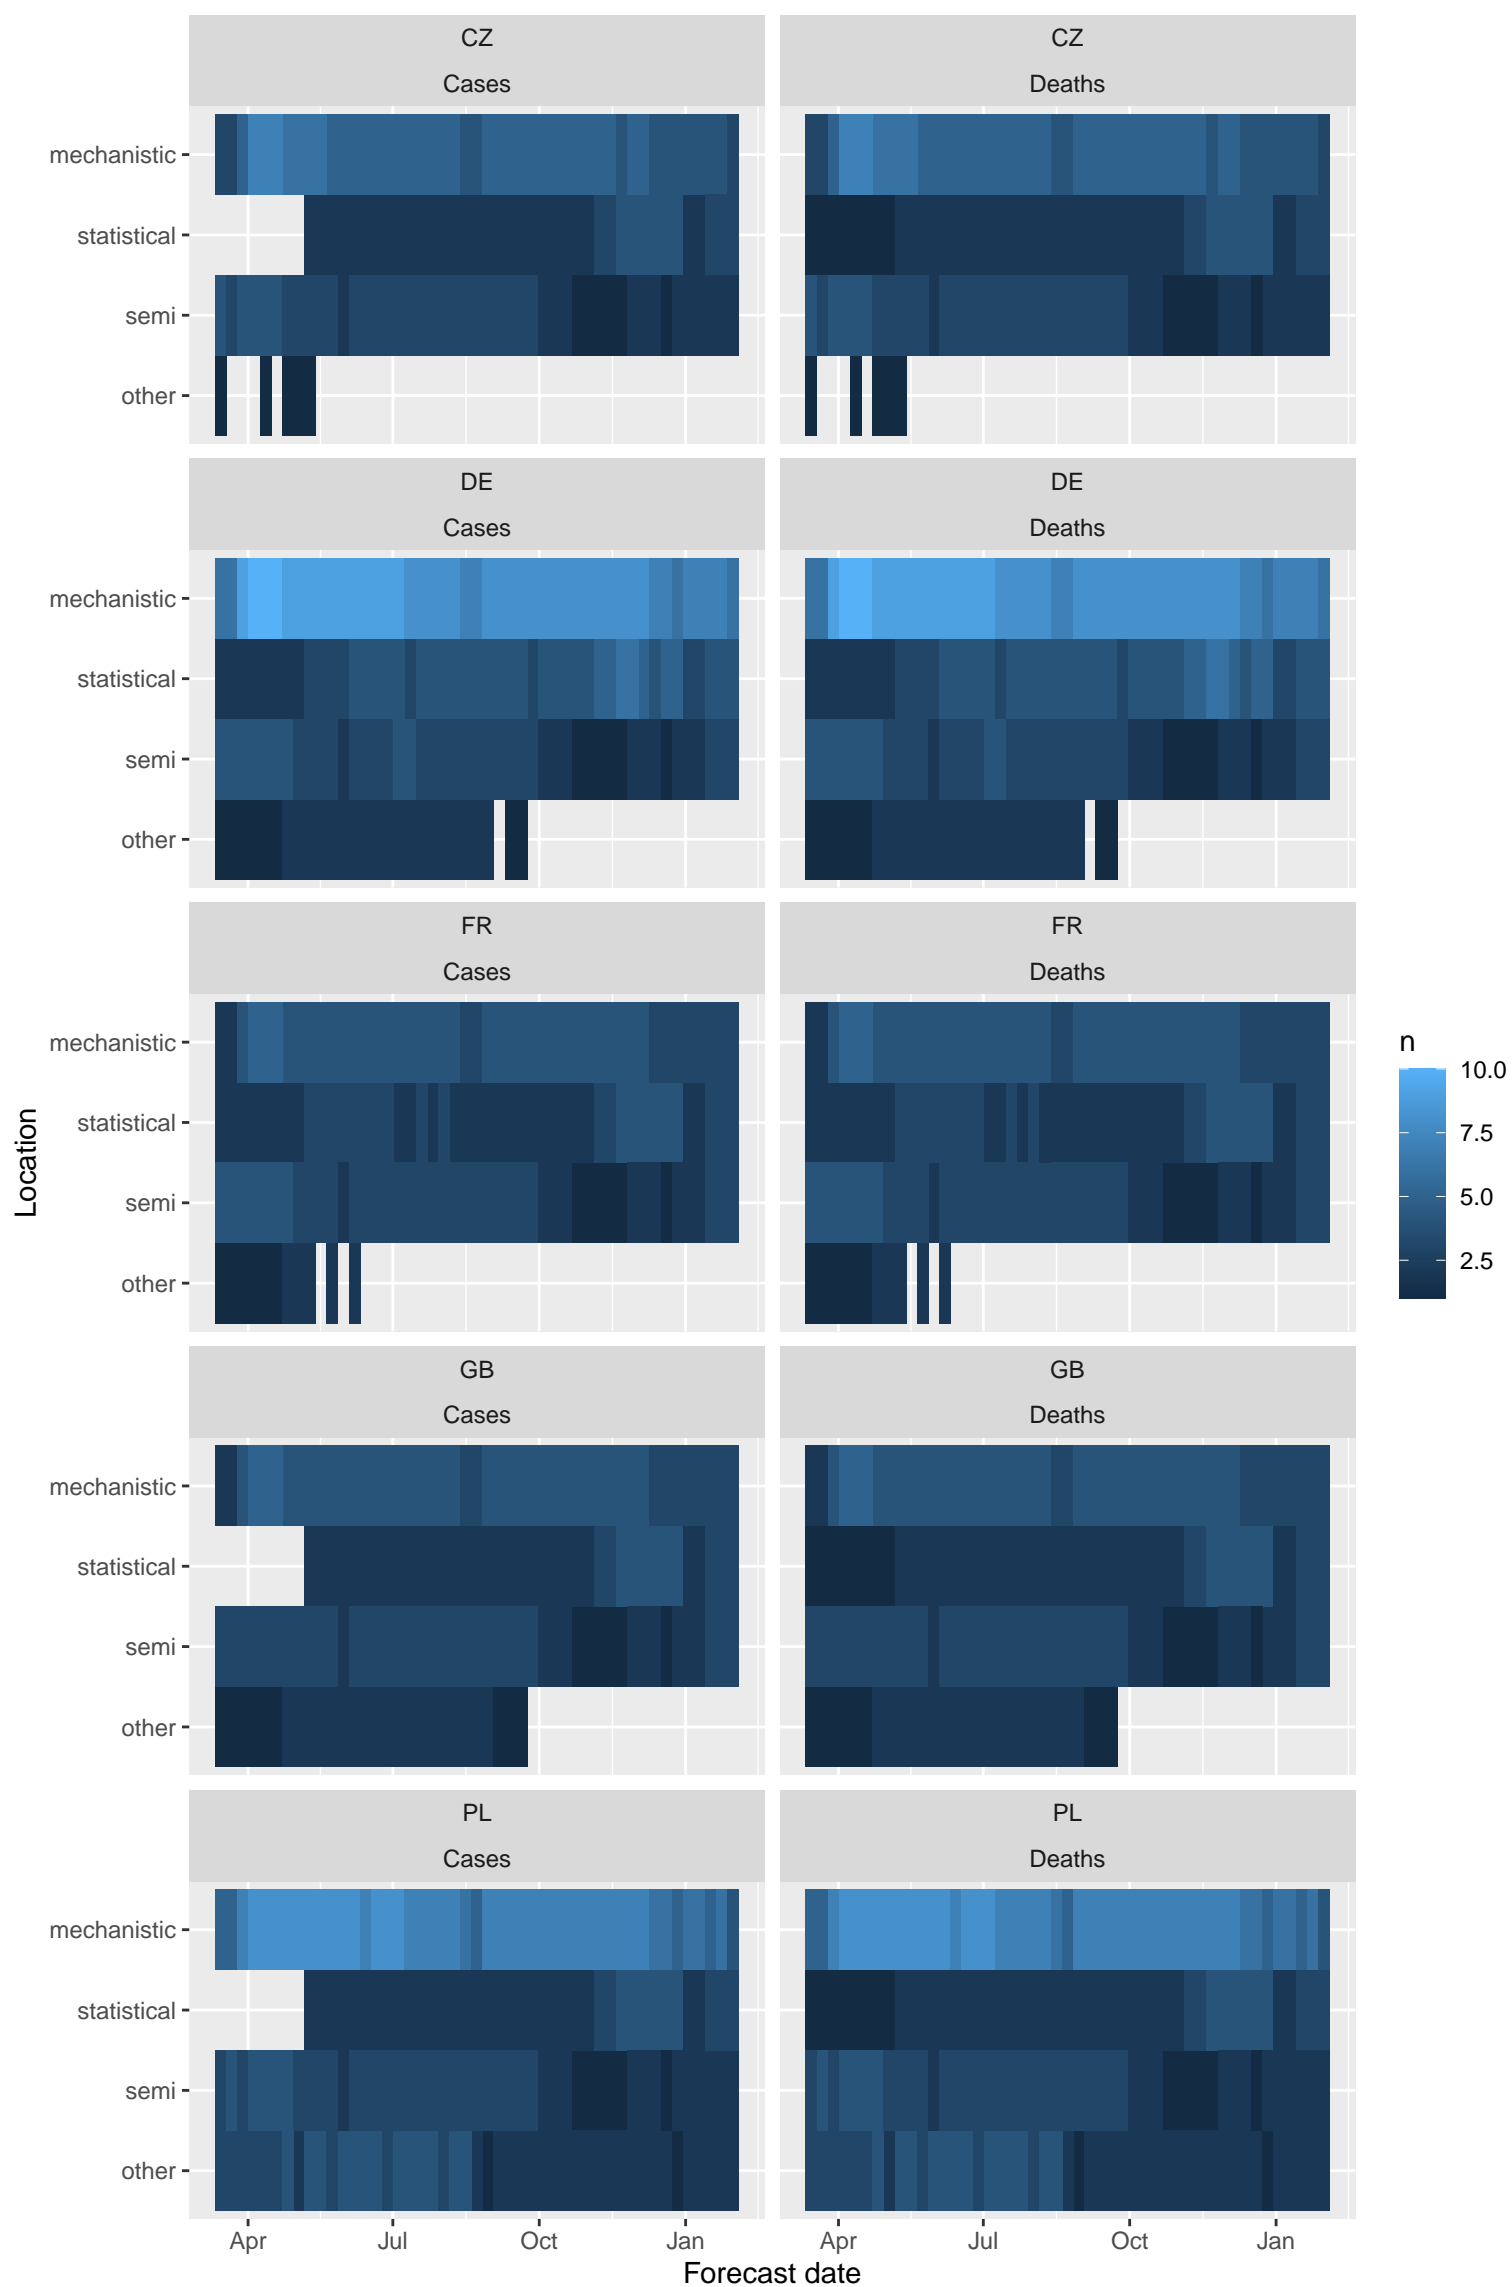 CZ
Cases
CZ
Deaths
mechanistic
statistical
semi
other
DE
Cases
DE
Deaths
mechanistic
statistical
semi
other
FR
Cases
FR
Deaths
mechanistic
statistical
semi
other
GB
Cases
GB
Deaths
mechanistic
statistical
semi
other
PL
Cases
PL
Deaths
mechanistic
statistical
semi
other
Apr
Jul
Oct
Jan
Apr
Jul
Oct
Jan
Forecast date
Location
n
10.0
7.5
5.0
2.5